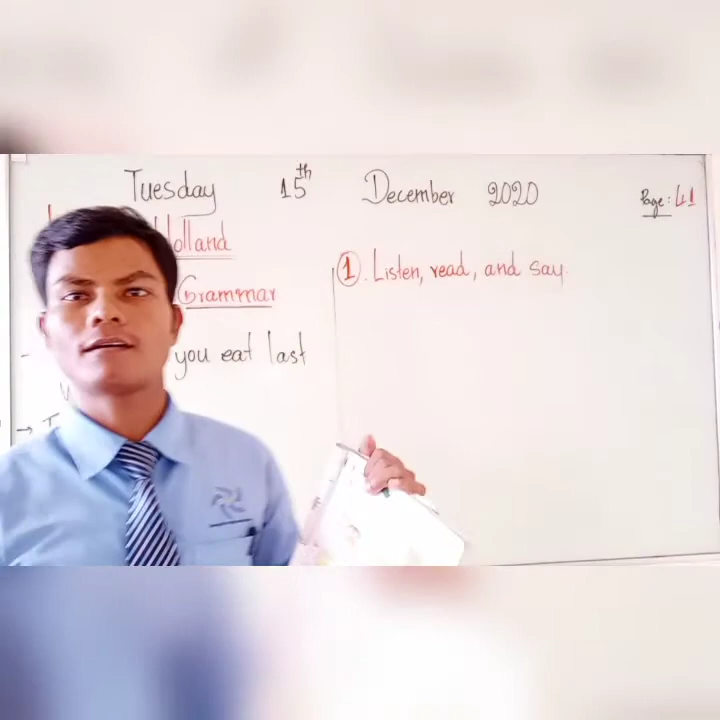 Tuesday 15th December 2020
Page: 41
Holland
Grammar
you eat last
→
① . Listen, read, and say.